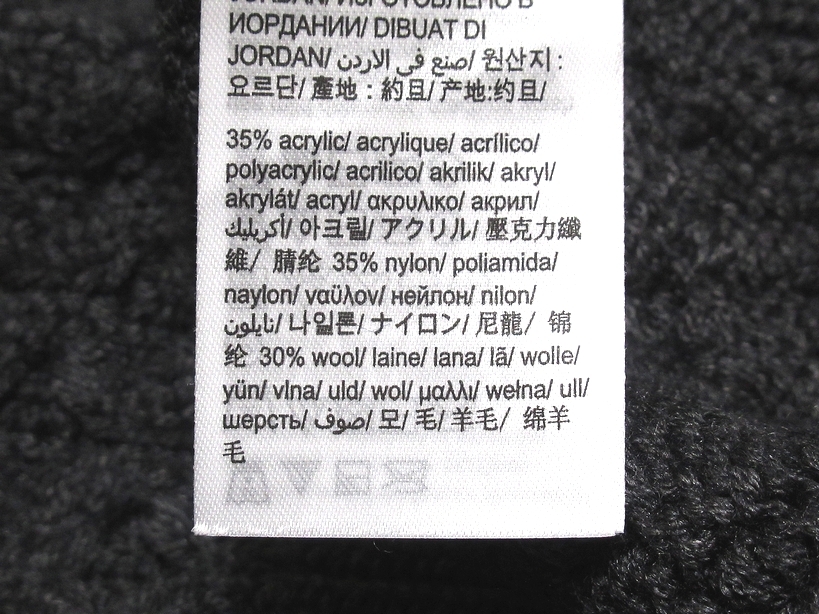 JORDAN/ ИЗГОТОВЛЕНО В
ИОРДАНИИ/ DIBUAT DI
JORDAN/ صنع في الاردن/ 원산지 :
요르단/ 產地 : 約旦/ 产地:约旦/
35% acrylic/ acrylique/ acrílico/
polyacrylic/ acrilico/ akrilik/ akryl/
akrylát/ acryl/ ακρυλικο/ акрил/
أكريليك/ 아크릴/ アクリル/ 壓克力纖
維/ 腈纶 35% nylon/ poliamida/
naylon/ ναϋλον/ нейлон/ nilon/
نايلون/ 나일론/ ナイロン/ 尼龍/ 锦
纶 30% wool/ laine/ lana/ lã/ wolle/
yün/ vlna/ uld/ wol/ μαλλι/ wełna/ ull/
шерсть/ صوف/ 모/ 毛/ 羊毛/ 绵羊
毛